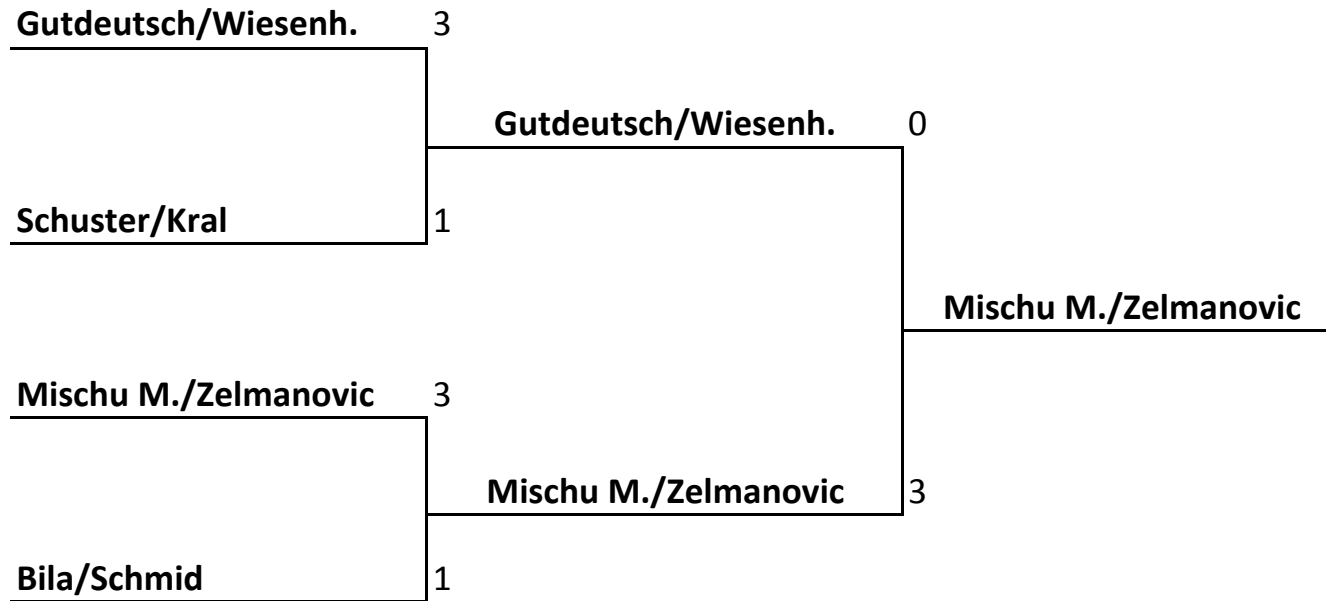 Gutdeutsch/Wiesenh. 3
Gutdeutsch/Wiesenh. 0
Schuster/Kral 1
Mischu M./Zelmanovic
Mischu M./Zelmanovic 3
Mischu M./Zelmanovic 3
Bila/Schmid 1